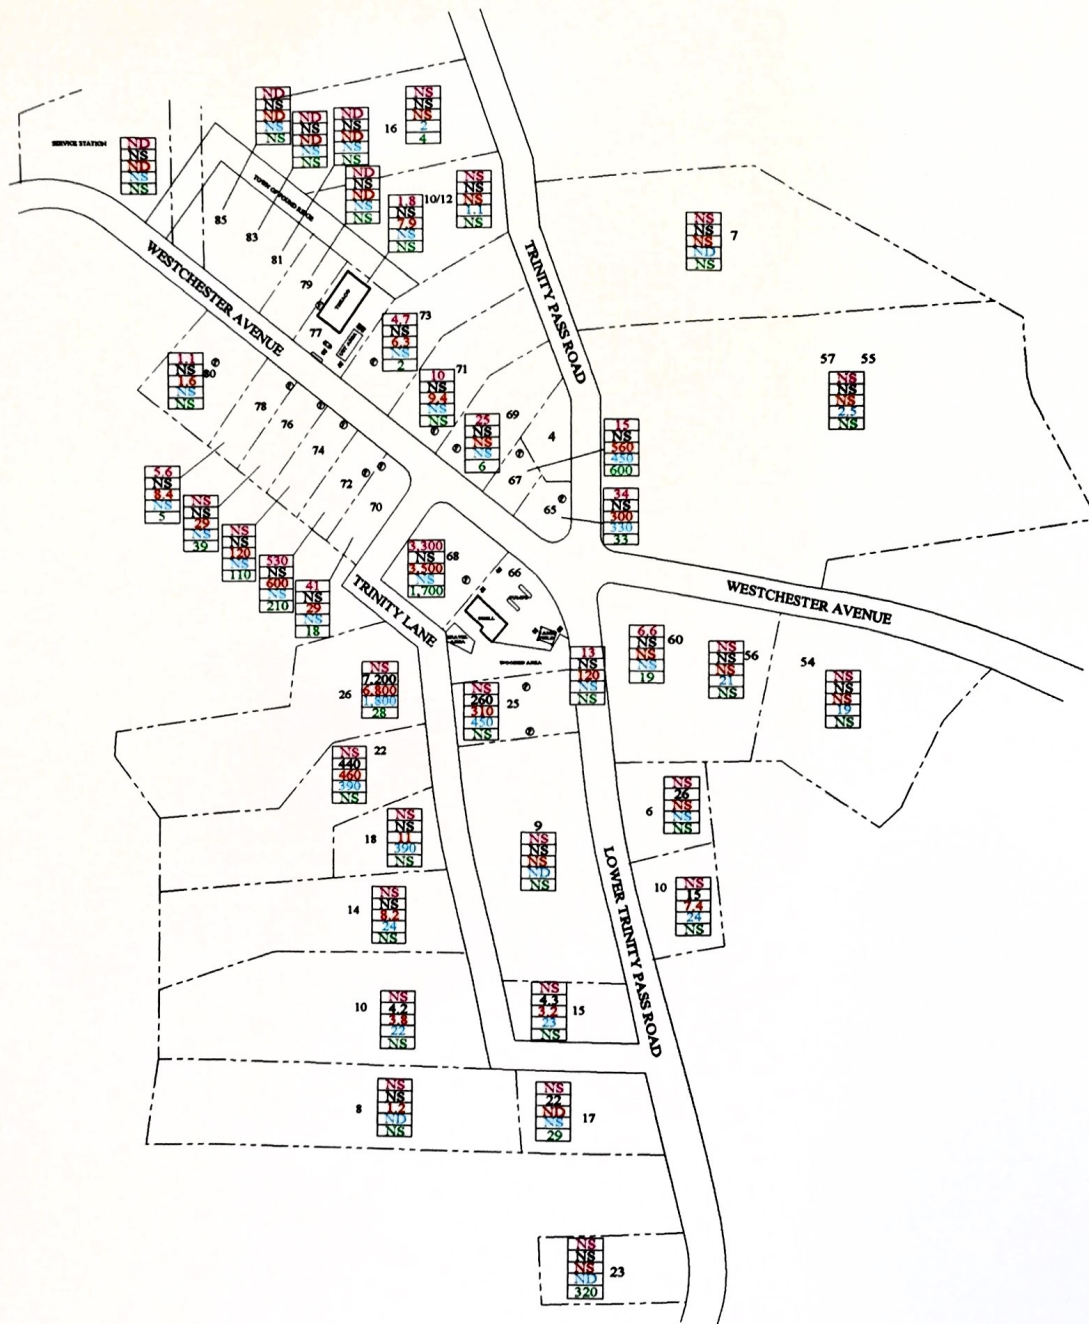 NS
NS
NS
2
4
16
ND
NS
ND
NS
NS
ND
NS
ND
NS
NS
ND
NS
ND
NS
NS
SERVICE STATION
ND
NS
ND
NS
NS
ND
NS
ND
NS
NS
TOWN OF POUND RIDGE
1.8
NS
7.9
NS
NS
10/12
NS
NS
NS
1.1
NS
NS
NS
NS
ND
NS
7
85
83
81
79
77
WESTCHESTER AVENUE
TRINITY PASS ROAD
4.7
NS
6.3
NS
2
73
1.1
NS
1.6
NS
NS
80
10
NS
9.4
NS
NS
71
57 55
NS
NS
NS
2.5
NS
78
76
74
72
70
25
NS
NS
NS
6
69
4
67
65
15
NS
560
450
600
34
NS
300
330
33
5.6
NS
8.4
NS
5
NS
NS
29
NS
39
NS
NS
120
NS
110
530
NS
600
NS
210
41
NS
29
NS
18
3,300
NS
3,500
NS
1,700
68
66
SHELL
TRINITY LANE
WOODED AREA
WESTCHESTER AVENUE
13
NS
120
NS
NS
6.6
NS
NS
NS
19
60
NS
NS
NS
21
NS
56
54
NS
NS
NS
19
NS
26
NS
7,200
6,800
1,800
28
NS
260
310
450
NS
25
22
NS
440
460
390
NS
18
NS
NS
11
390
NS
9
NS
NS
NS
ND
NS
6
NS
26
NS
NS
NS
10
NS
15
7.4
24
NS
14
NS
NS
8.2
24
NS
LOWER TRINITY PASS ROAD
10
NS
4.2
3.8
22
NS
NS
4.3
3.2
23
NS
15
8
NS
NS
1.2
ND
NS
NS
22
ND
NS
29
17
NS
NS
NS
ND
320
23